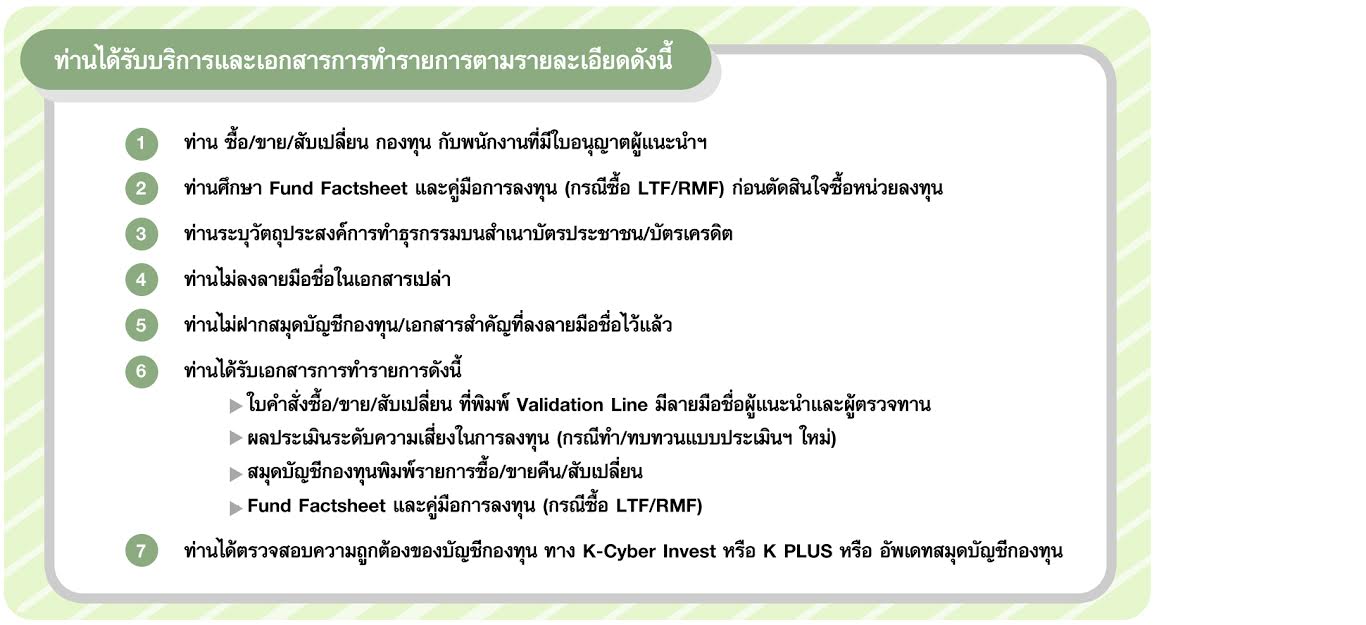 ท่านได้รับบริการและเอกสารการทำรายการตามรายละเอียดดังนี้
1 ท่าน ซื้อ/ขาย/สับเปลี่ยน กองทุน กับพนักงานที่มีใบอนุญาตผู้แนะนำฯ
2 ท่านศึกษา Fund Factsheet และคู่มือการลงทุน (กรณีซื้อ LTF/RMF) ก่อนตัดสินใจซื้อหน่วยลงทุน
3 ท่านระบุวัตถุประสงค์การทำธุรกรรมบนสำเนาบัตรประชาชน/บัตรเครดิต
4 ท่านไม่ลงลายมือชื่อในเอกสารเปล่า
5 ท่านไม่ฝากสมุดบัญชีกองทุน/เอกสารสำคัญที่ลงลายมือชื่อไว้แล้ว
6 ท่านได้รับเอกสารการทำรายการดังนี้
▶ ใบคำสั่งซื้อ/ขาย/สับเปลี่ยน ที่พิมพ์ Validation Line มีลายมือชื่อผู้แนะนำและผู้ตรวจทาน
▶ ผลประเมินระดับความเสี่ยงในการลงทุน (กรณีทำ/ทบทวนแบบประเมินฯ ใหม่)
▶ สมุดบัญชีกองทุนพิมพ์รายการซื้อ/ขายคืน/สับเปลี่ยน
▶ Fund Factsheet และคู่มือการลงทุน (กรณีซื้อ LTF/RMF)
7 ท่านได้ตรวจสอบความถูกต้องของบัญชีกองทุน ทาง K-Cyber Invest หรือ K PLUS หรือ อัพเดทสมุดบัญชีกองทุน